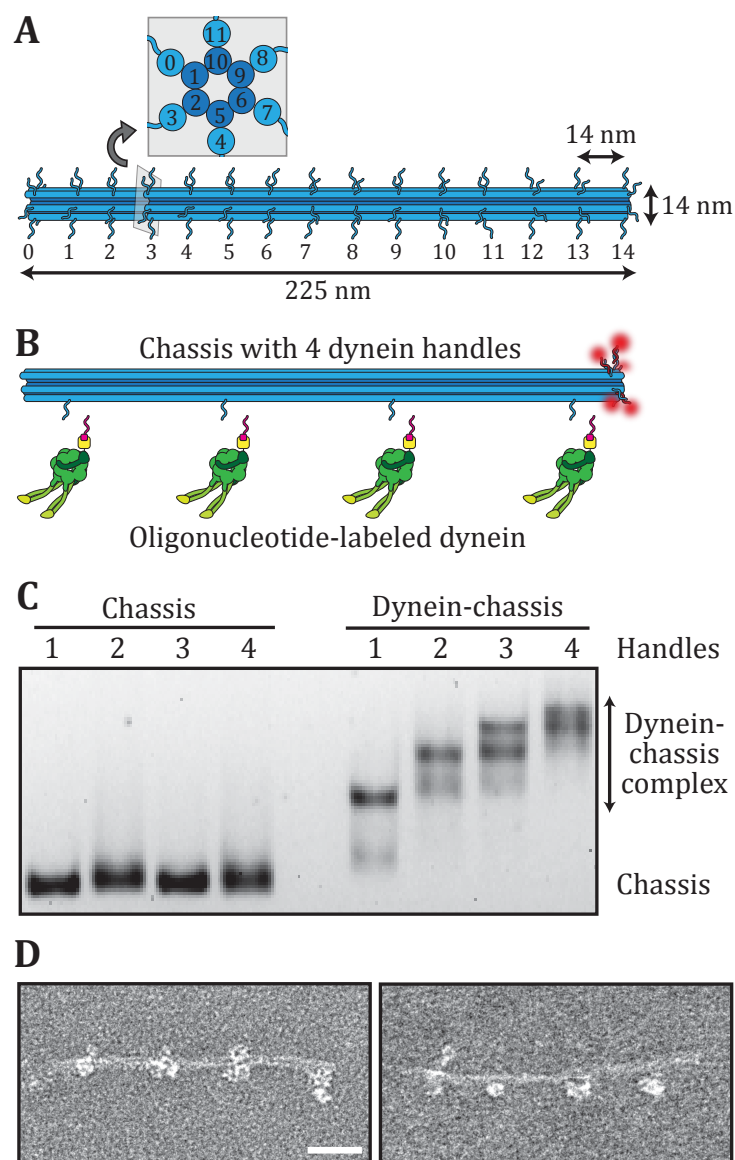 A
11
0
10
8
1
9
2
6
3
5
7
4
14 nm
14 nm
0 1 2 3 4 5 6 7 8 9 10 11 12 13 14
225 nm
B
Chassis with 4 dynein handles
Oligonucleotide-labeled dynein
C
Chassis
Dynein-chassis
1 2 3 4 1 2 3 4 Handles
Dynein-
chassis
complex
Chassis
D